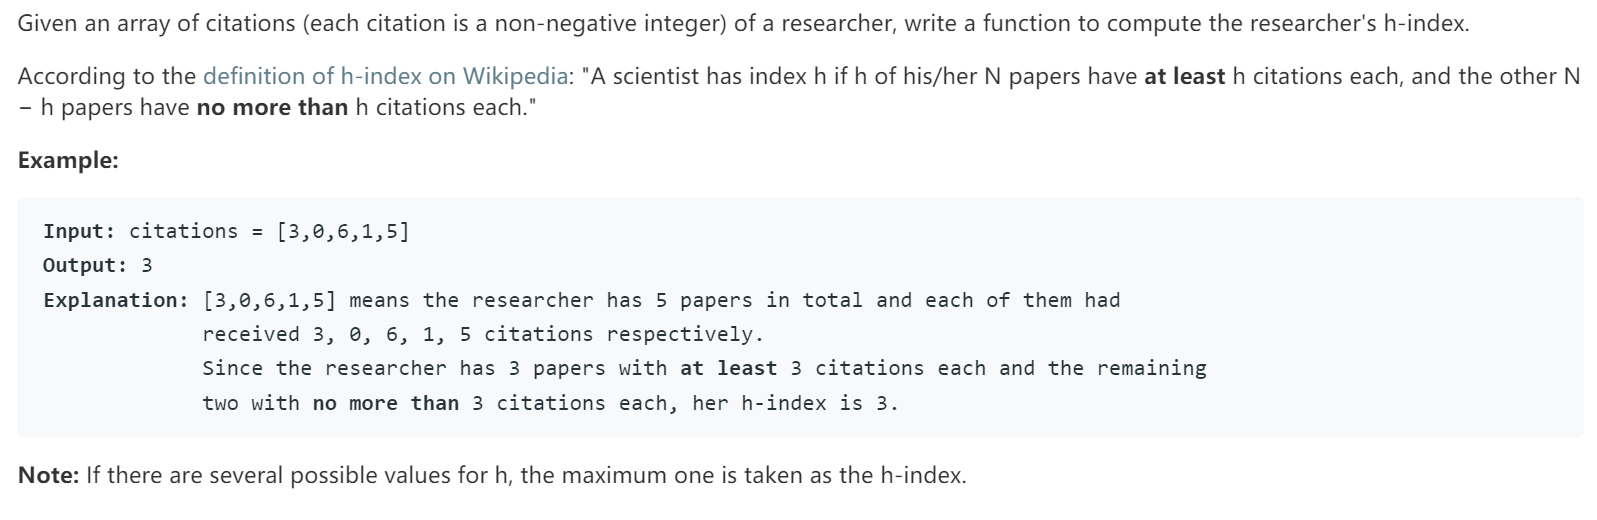 Given an array of citations (each citation is a non-negative integer) of a researcher, write a function to compute the researcher's h-index.
According to the definition of h-index on Wikipedia: "A scientist has index h if h of his/her N papers have at least h citations each, and the other N
− h papers have no more than h citations each."
Example:
Input: citations = [3,0,6,1,5]
Output: 3
Explanation: [3,0,6,1,5] means the researcher has 5 papers in total and each of them had
received 3, 0, 6, 1, 5 citations respectively.
Since the researcher has 3 papers with at least 3 citations each and the remaining
two with no more than 3 citations each, her h-index is 3.
Note: If there are several possible values for h, the maximum one is taken as the h-index.